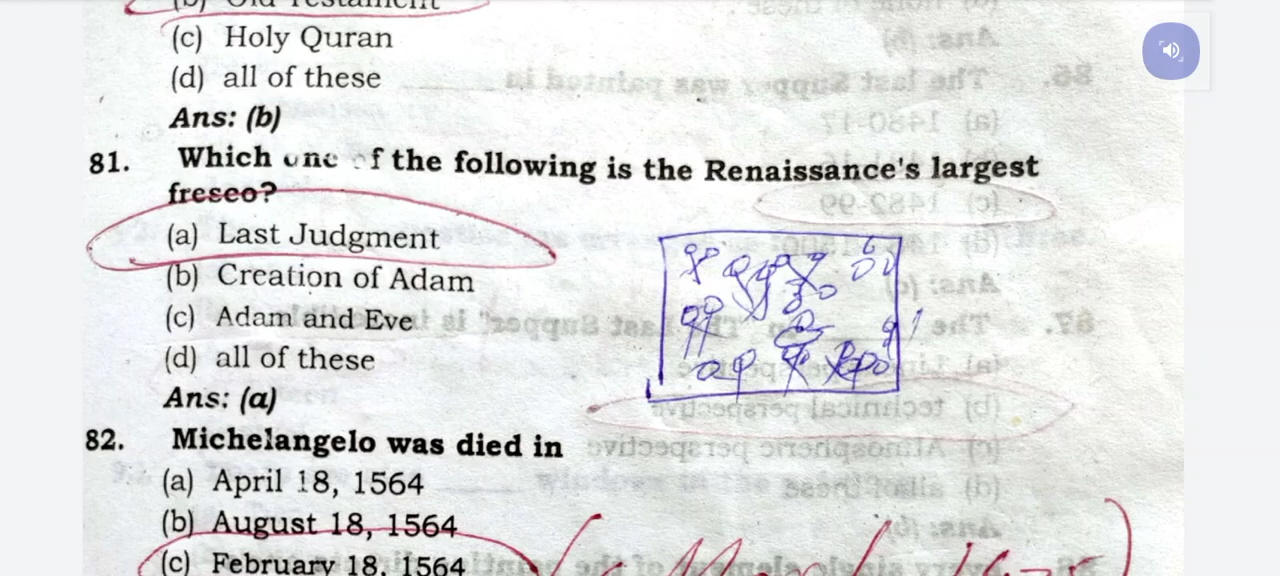 (b) Old Testament
(c) Holy Quran
(d) all of these
Ans: (b)
81. Which one of the following is the Renaissance's largest
fresco?
(a) Last Judgment
(b) Creation of Adam
(c) Adam and Eve
(d) all of these
Ans: (a)
82. Michelangelo was died in
(a) April 18, 1564
(b) August 18, 1564
(c) February 18, 1564